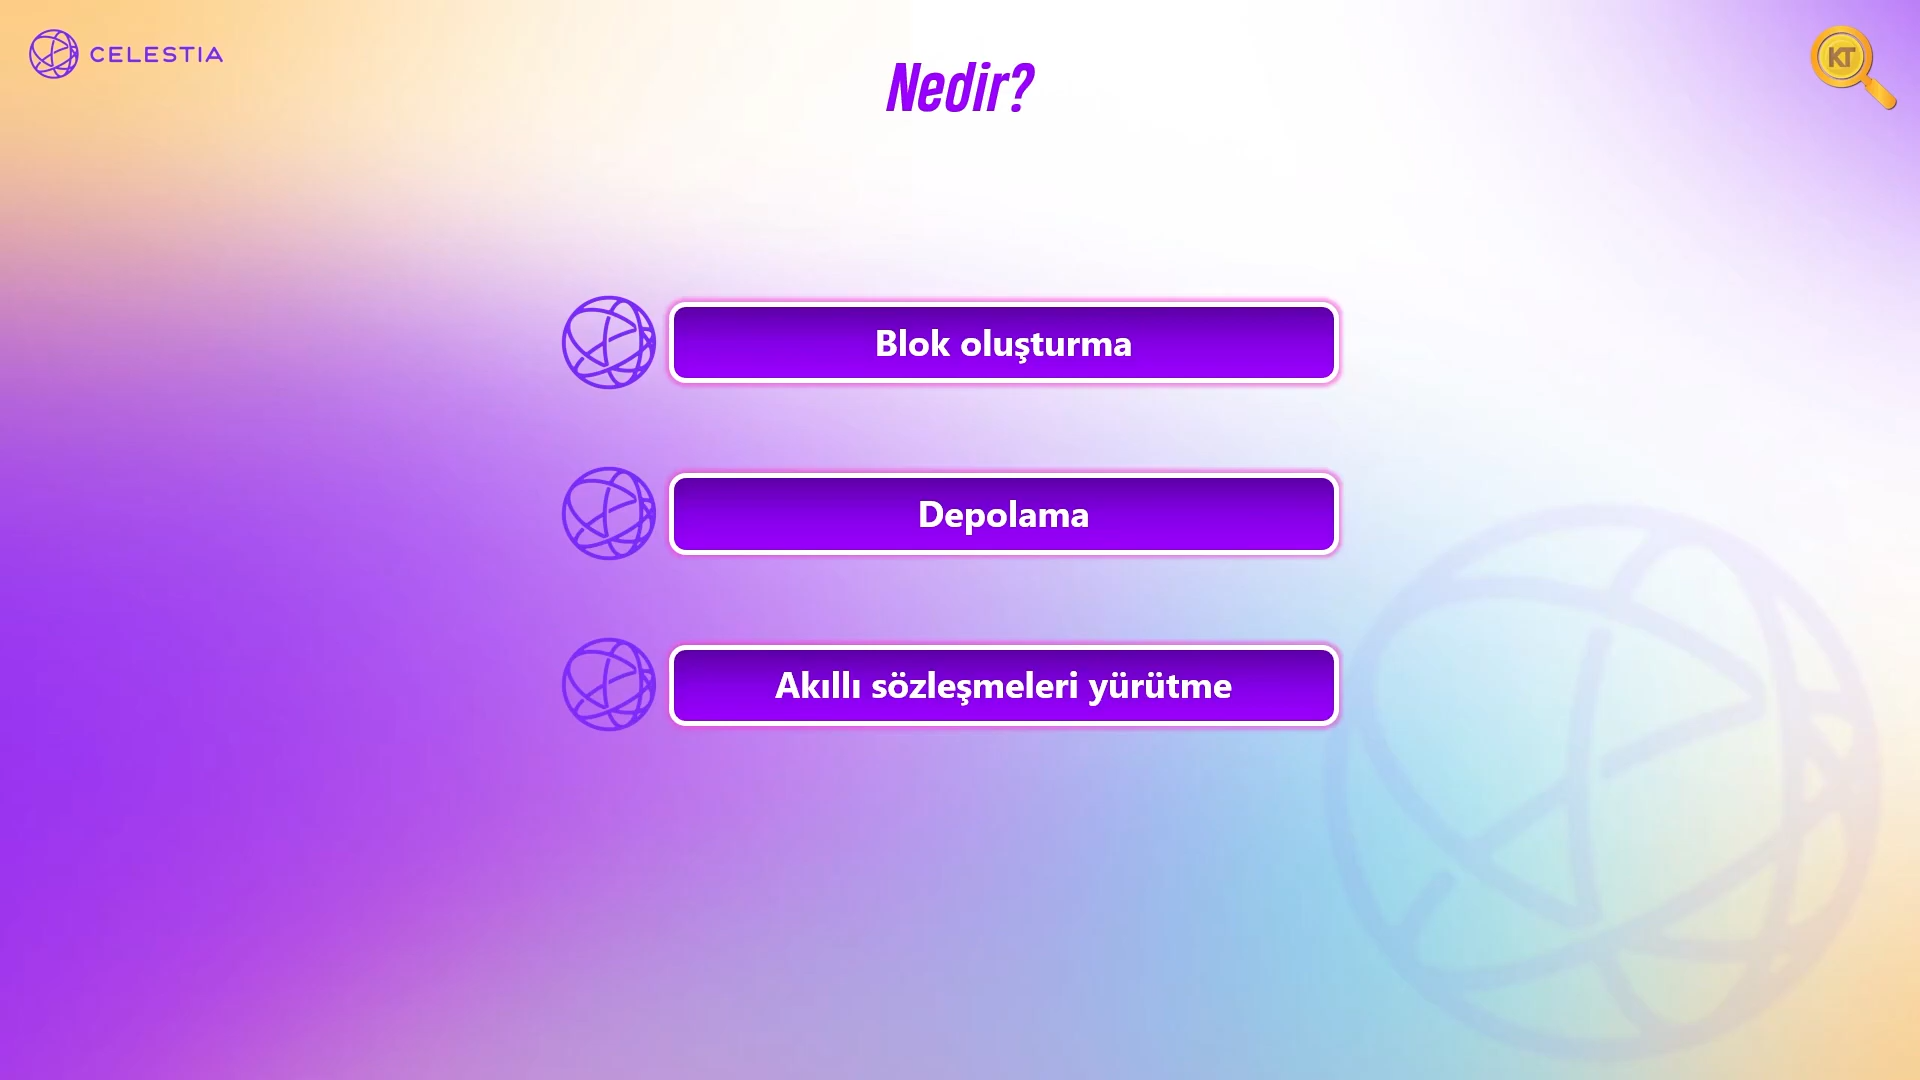 CELESTIA
KT
Nedir?
Blok oluşturma
Depolama
Akıllı sözleşmeleri yürütme